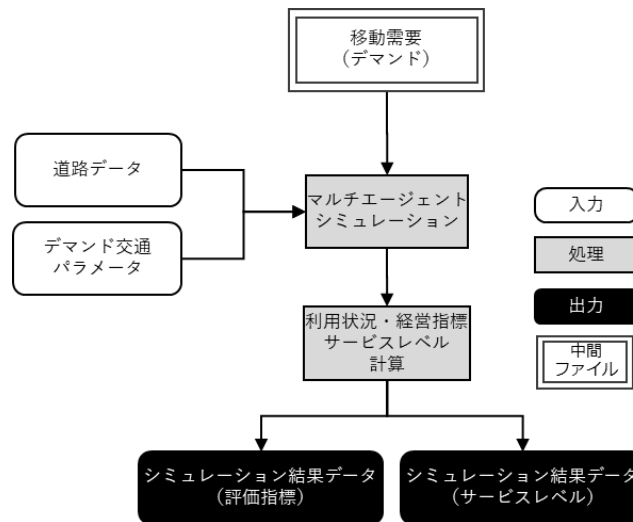 移動需要
（デマンド）
道路データ
デマンド交通
パラメータ
マルチエージェント
シミュレーション
入力
処理
出力
中間
ファイル
利用状況・経営指標
サービスレベル
計算
シミュレーション結果データ
（評価指標）
シミュレーション結果データ
（サービスレベル）